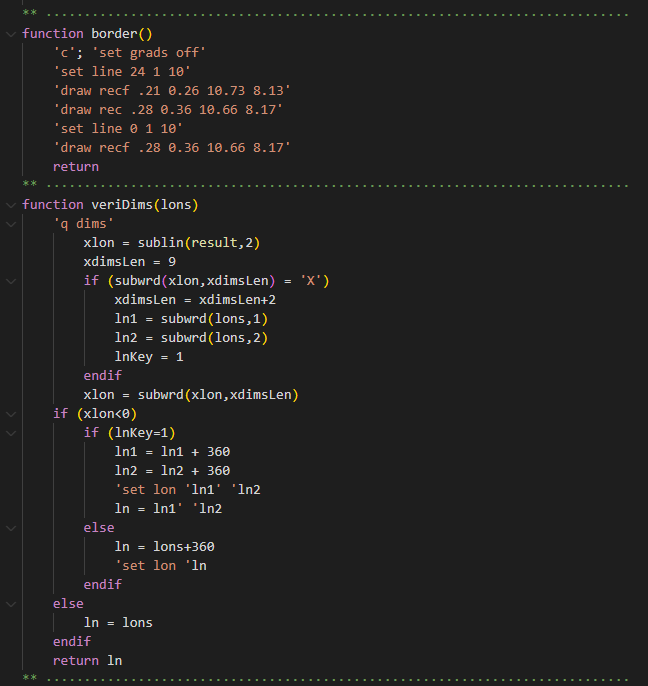 ** ···········································································
function border()
    'c'; 'set grads off'
    'set line 24 1 10'
    'draw recf .21 0.26 10.73 8.13'
    'draw rec .28 0.36 10.66 8.17'
    'set line 0 1 10'
    'draw recf .28 0.36 10.66 8.17'
    return
** ···········································································
function veriDims(lons)
    'q dims'
        xlon = sublin(result,2)
        xdimsLen = 9
        if (subwrd(xlon,xdimsLen) = 'X')
            xdimsLen = xdimsLen+2
            ln1 = subwrd(lons,1)
            ln2 = subwrd(lons,2)
            lnKey = 1
        endif
        xlon = subwrd(xlon,xdimsLen)
    if (xlon<0)
        if (lnKey=1)
            ln1 = ln1 + 360
            ln2 = ln2 + 360
            'set lon 'ln1' 'ln2
            ln = ln1' 'ln2
        else
            ln = lons+360
            'set lon 'ln
        endif
    else
        ln = lons
    endif
    return ln
** ···········································································